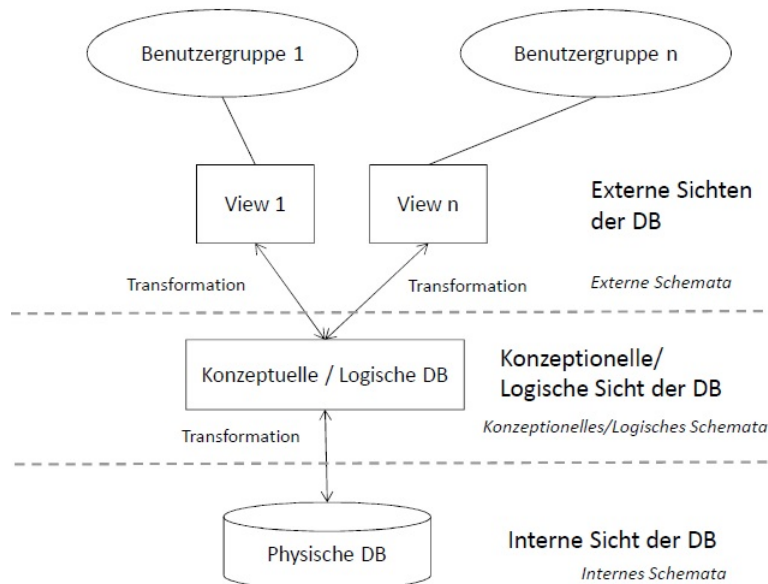 Benutzergruppe 1
Benutzergruppe n
View 1
View n
Externe Sichten
der DB
Transformation
Transformation
Externe Schemata
Konzeptuelle / Logische DB
Konzeptionelle/
Logische Sicht der DB
Transformation
Konzeptionelles/Logisches Schemata
Physische DB
Interne Sicht der DB
Internes Schemata